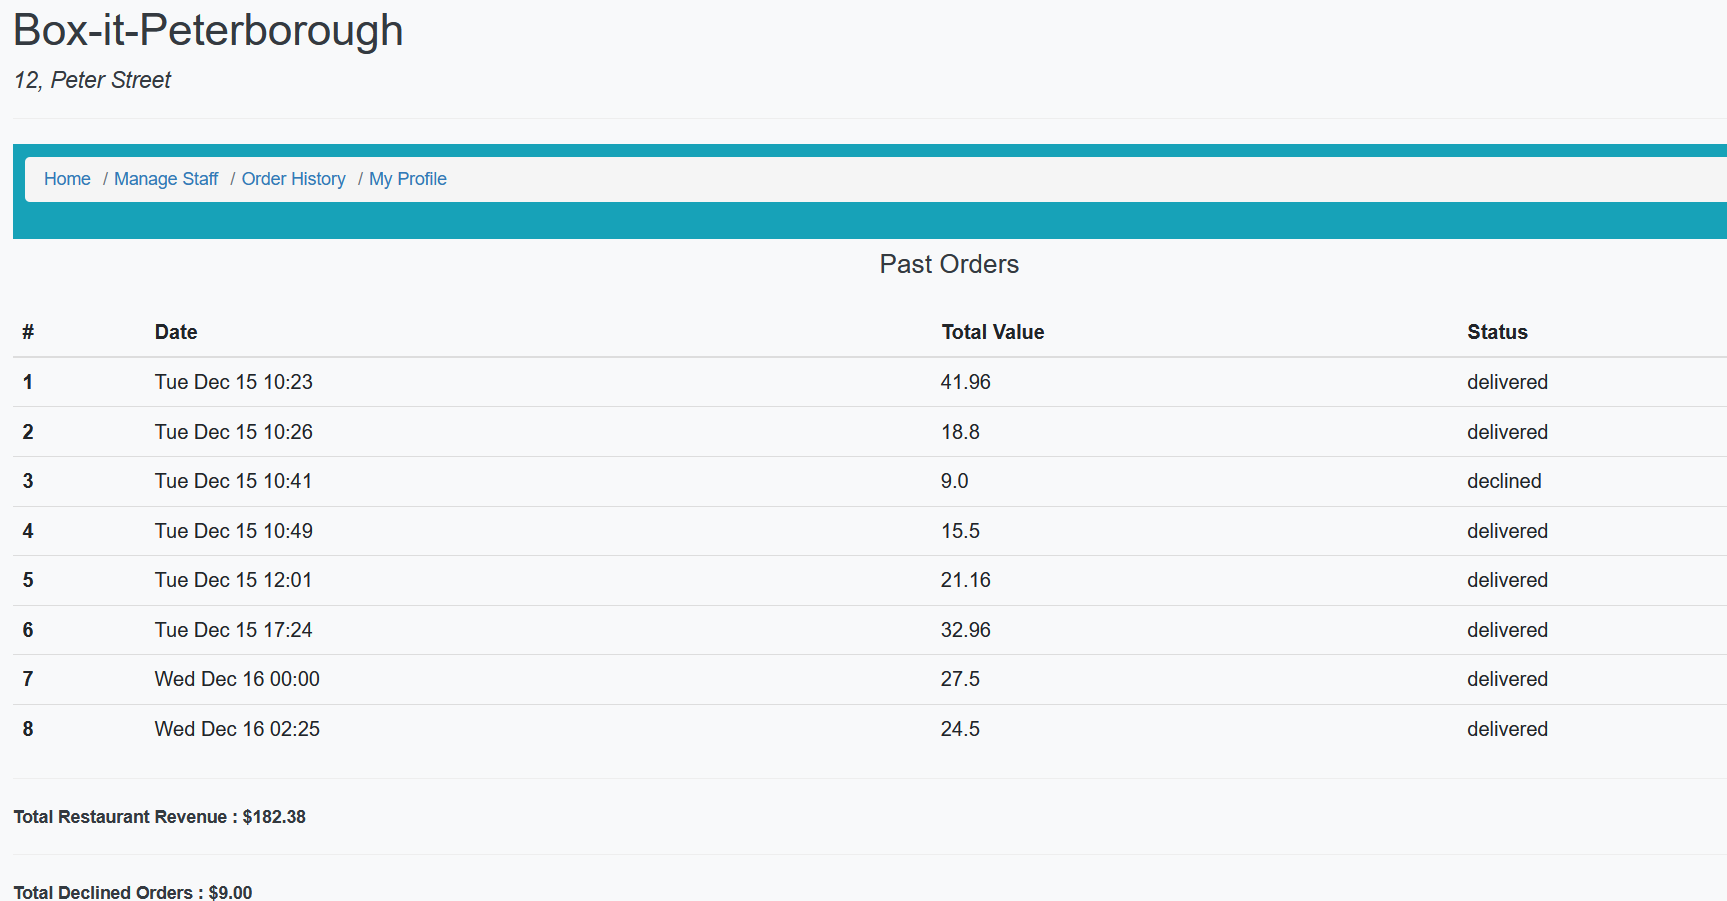 Box-it-Peterborough
12, Peter Street
Home / Manage Staff / Order History / My Profile
Past Orders
# Date Total Value Status
1 Tue Dec 15 10:23 41.96 delivered
2 Tue Dec 15 10:26 18.8 delivered
3 Tue Dec 15 10:41 9.0 declined
4 Tue Dec 15 10:49 15.5 delivered
5 Tue Dec 15 12:01 21.16 delivered
6 Tue Dec 15 17:24 32.96 delivered
7 Wed Dec 16 00:00 27.5 delivered
8 Wed Dec 16 02:25 24.5 delivered
Total Restaurant Revenue : $182.38
Total Declined Orders : $9.00